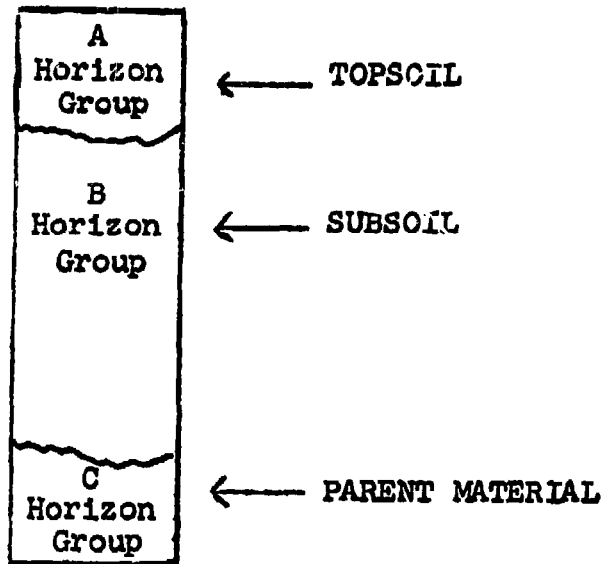 A
Horizon
Group
TOPSOIL
B
Horizon
Group
SUBSOIL
C
Horizon
Group
PARENT MATERIAL